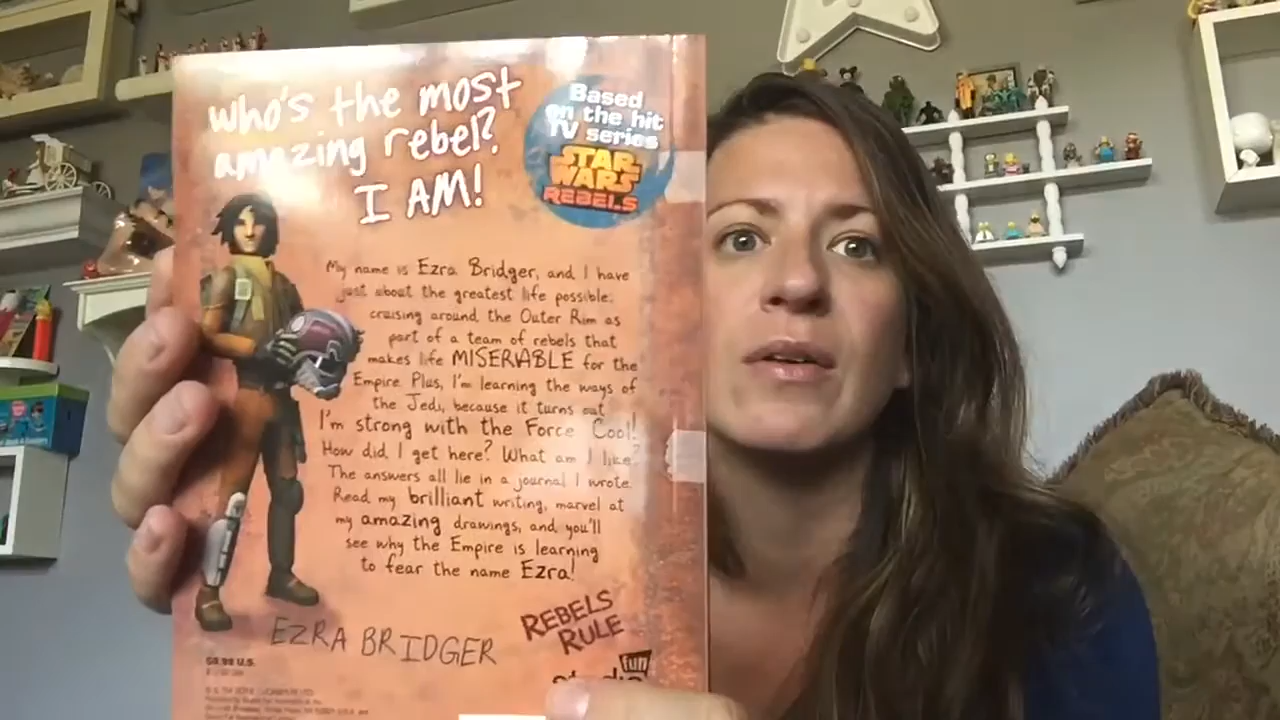 Who's the most
amazing rebel?
I AM!
Based
on the hit
TV series
STAR
WARS
REBELS
My name is Ezra Bridger, and I have
just about the greatest life possible:
cruising around the Outer Rim as
part of a team of rebels that
makes life MISERABLE for the
Empire. Plus, I'm learning the ways of
the Jedi, because it turns out
I'm strong with the Force. Cool!
How did I get here? What am I like?
The answers all lie in a journal I wrote.
Read my brilliant writing, marvel at
my amazing drawings, and you'll
see why the Empire is learning
to fear the name Ezra!
EZRA BRIDGER
REBELS
RULE
fun
U.S.